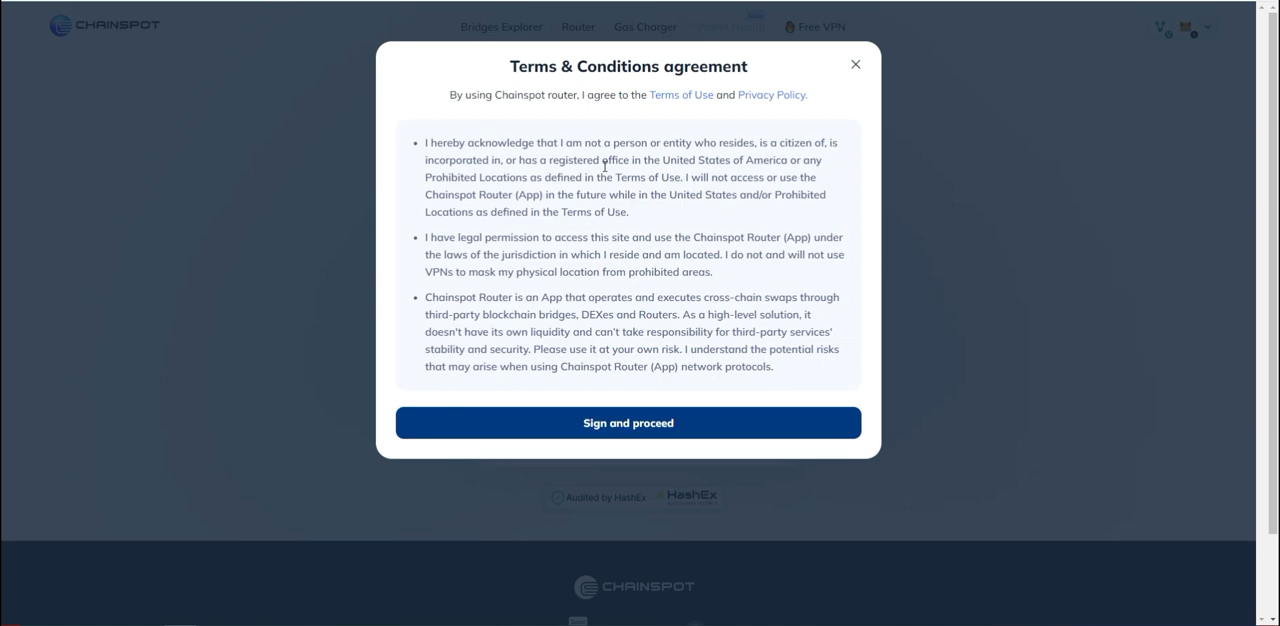 CHAINSPOT
Bridges Explorer Router Gas Charger Free VPN
Terms & Conditions agreement
By using Chainspot router, I agree to the Terms of Use and Privacy Policy.
• I hereby acknowledge that I am not a person or entity who resides, is a citizen of, is
incorporated in, or has a registered office in the United States of America or any
Prohibited Locations as defined in the Terms of Use. I will not access or use the
Chainspot Router (App) in the future while in the United States and/or Prohibited
Locations as defined in the Terms of Use.
• I have legal permission to access this site and use the Chainspot Router (App) under
the laws of the jurisdiction in which I reside and am located. I do not and will not use
VPNs to mask my physical location from prohibited areas.
• Chainspot Router is an App that operates and executes cross-chain swaps through
third-party blockchain bridges, DEXes and Routers. As a high-level solution, it
doesn't have its own liquidity and can't take responsibility for third-party services'
stability and security. Please use it at your own risk. I understand the potential risks
that may arise when using Chainspot Router (App) network protocols.
Sign and proceed
Audited by HashEx HashEx
CHAINSPOT